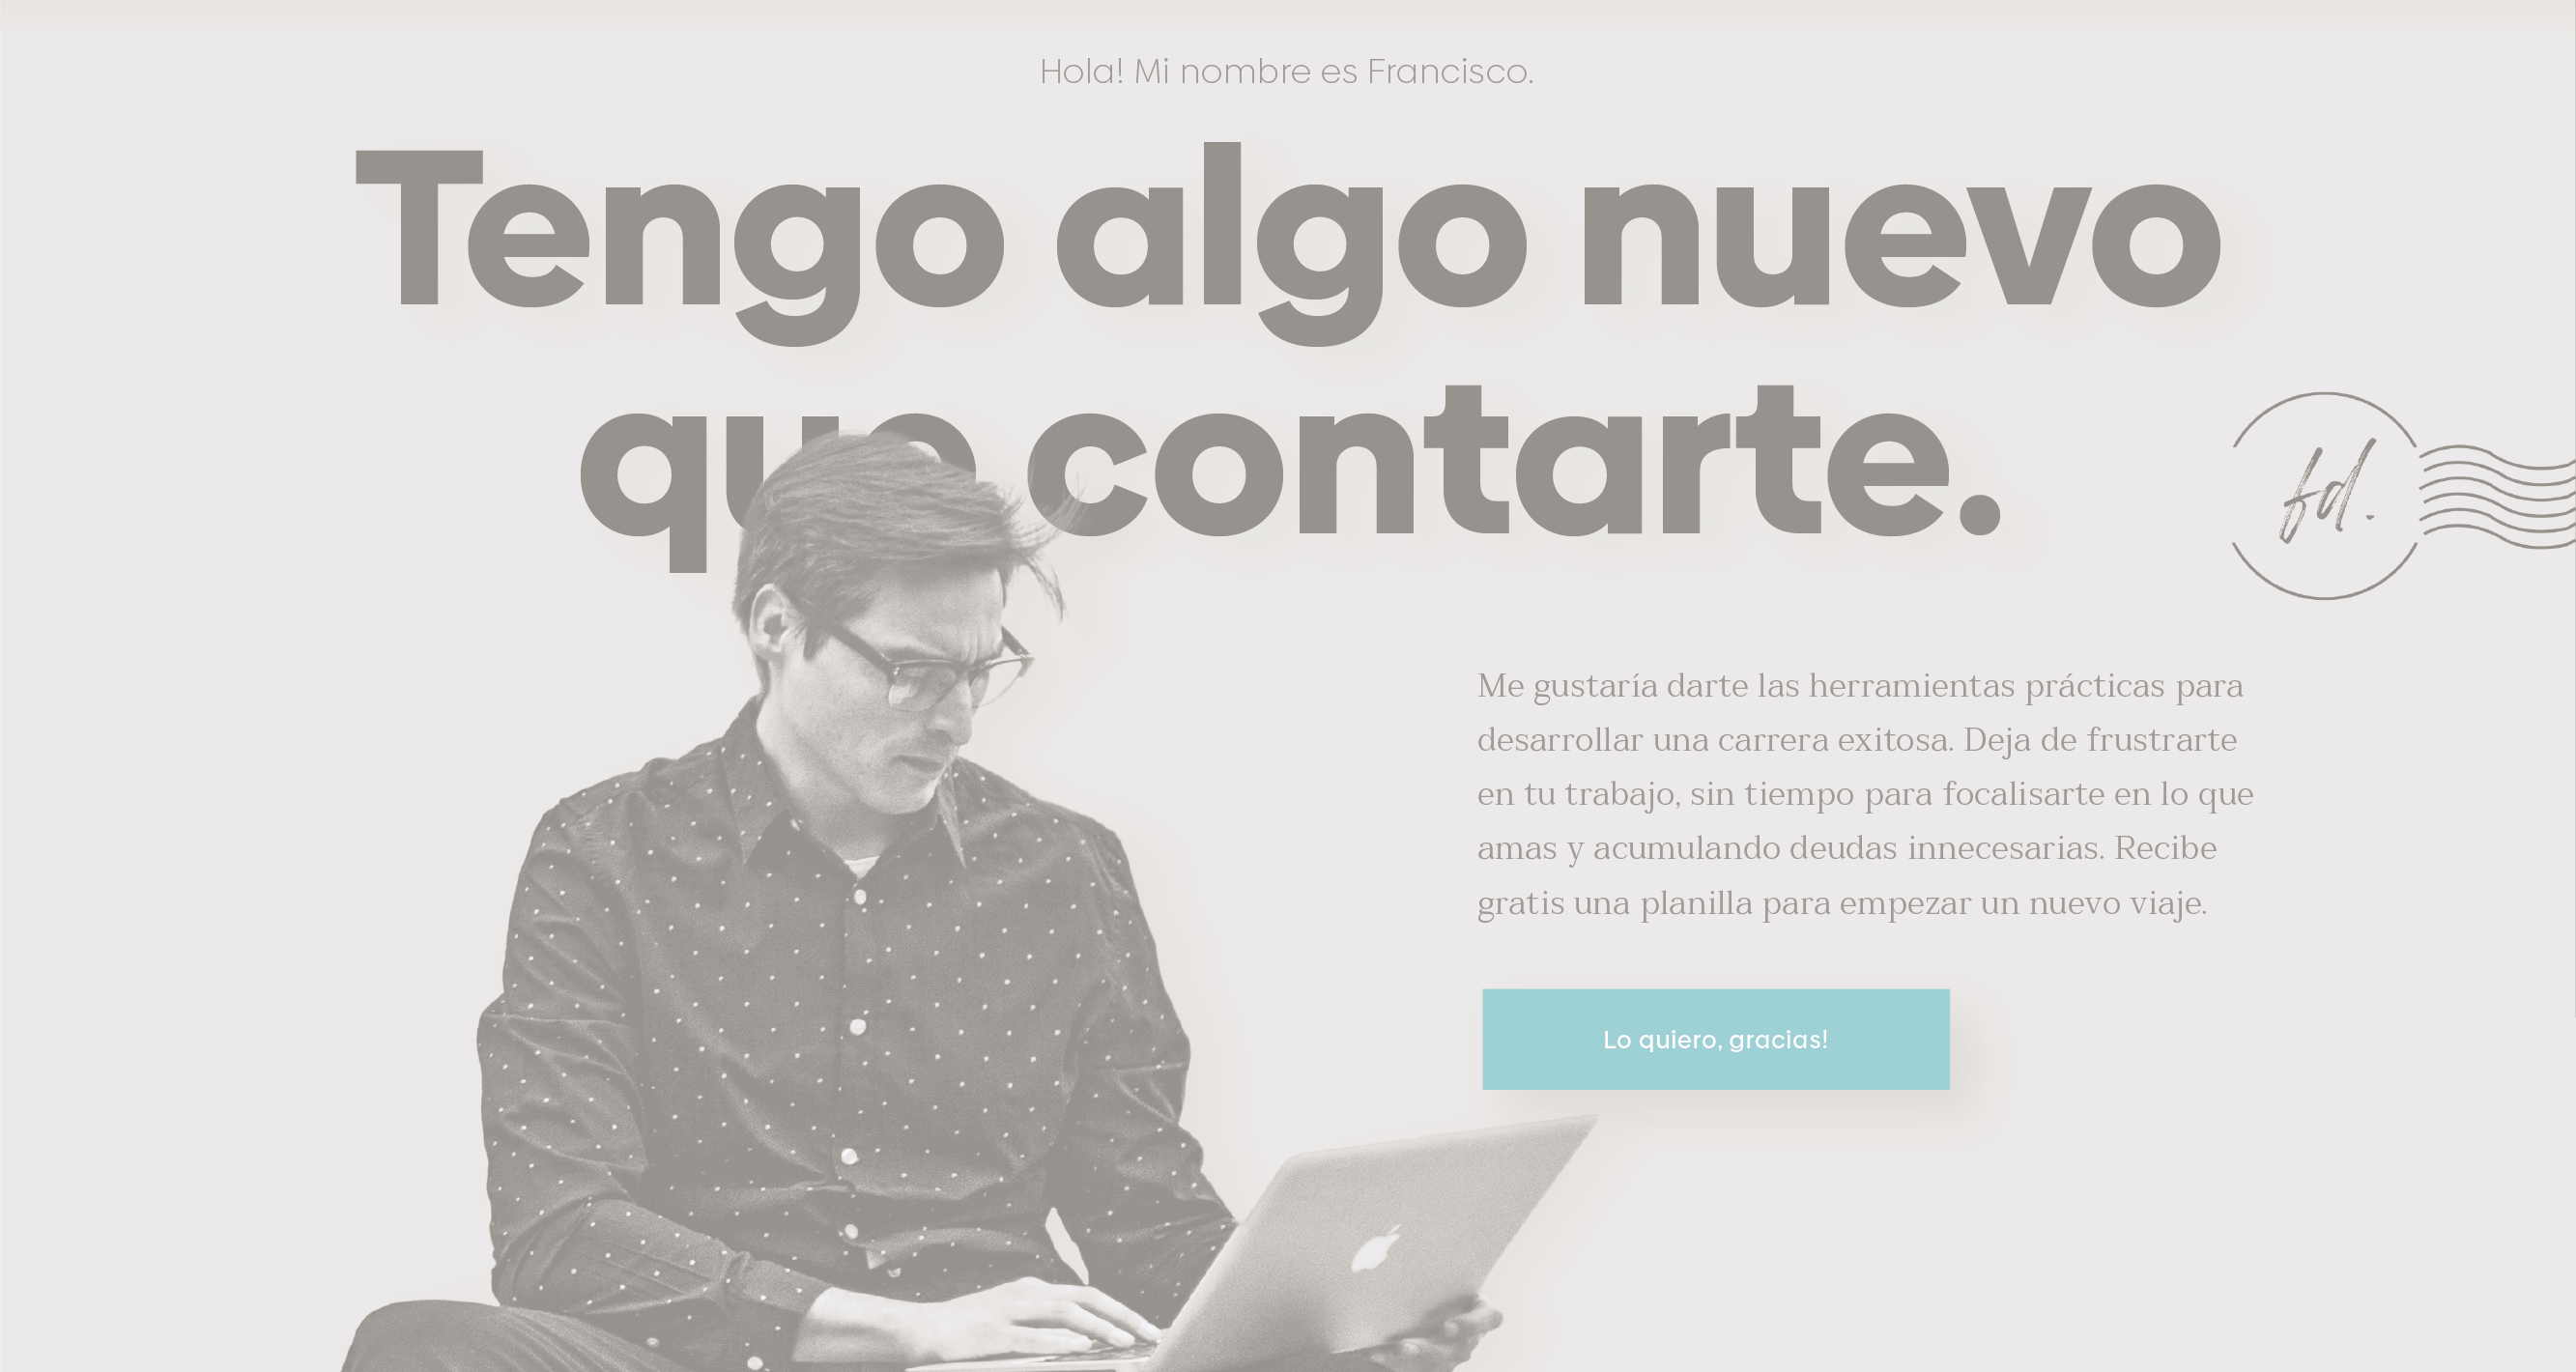 Hola! Mi nombre es Francisco.
Tengo algo nuevo
que contarte.
fd.
Me gustaría darte las herramientas prácticas para
desarrollar una carrera exitosa. Deja de frustrarte
en tu trabajo, sin tiempo para focalisarte en lo que
amas y acumulando deudas innecesarias. Recibe
gratis una planilla para empezar un nuevo viaje.
Lo quiero, gracias!